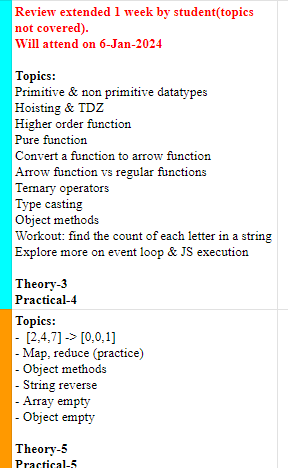 Review extended 1 week by student(topics
not covered).
Will attend on 6-Jan-2024
Topics:
Primitive & non primitive datatypes
Hoisting & TDZ
Higher order function
Pure function
Convert a function to arrow function
Arrow function vs regular functions
Ternary operators
Type casting
Object methods
Workout: find the count of each letter in a string
Explore more on event loop & JS execution
Theory-3
Practical-4
Topics:
-  [2,4,7] -> [0,0,1]
- Map, reduce (practice)
- Object methods
- String reverse
- Array empty
- Object empty
Theory-5
Practical-5